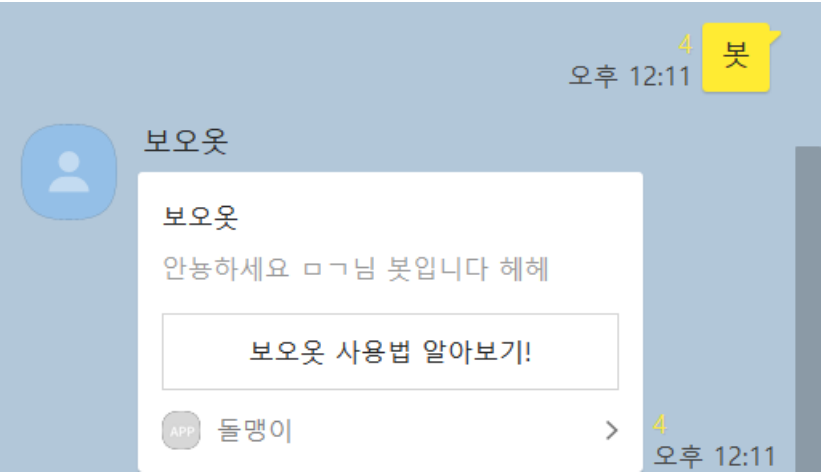 4
오후 12:11
봇
보오옷
보오옷
안뇽하세요 ㅁㄱ님 봇입니다 헤헤
보오옷 사용법 알아보기!
APP 돌맹이
4
오후 12:11